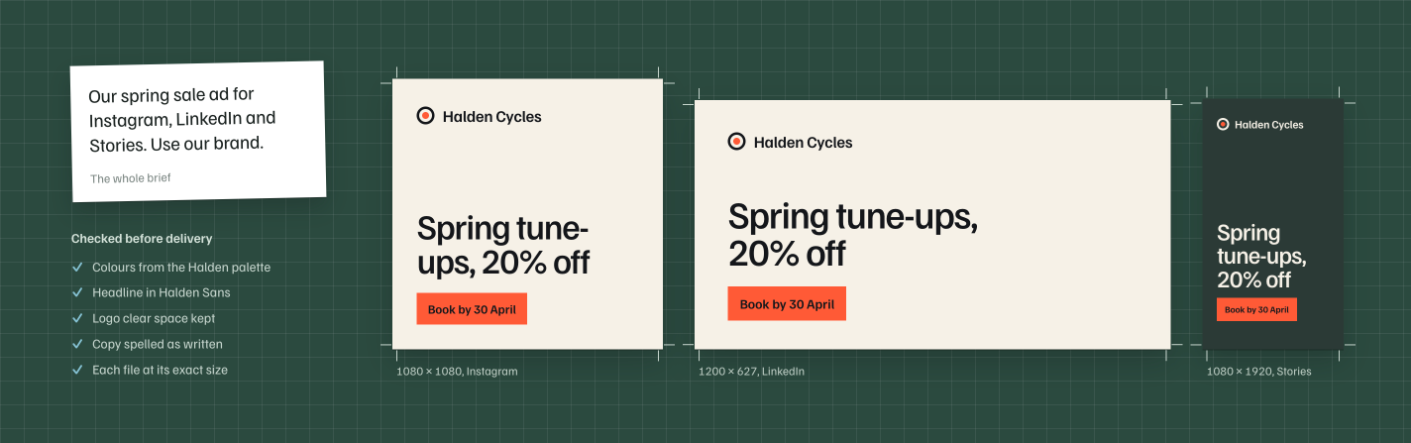 Our spring sale ad for
Instagram, LinkedIn and
Stories. Use our brand.
The whole brief
Checked before delivery
Colours from the Halden palette
Headline in Halden Sans
Logo clear space kept
Copy spelled as written
Each file at its exact size
Halden Cycles
Spring tune-
ups, 20% off
Book by 30 April
1080 × 1080, Instagram
Halden Cycles
Spring tune-ups,
20% off
Book by 30 April
1200 × 627, LinkedIn
Halden Cycles
Spring
tune-ups,
20% off
Book by 30 April
1080 × 1920, Stories